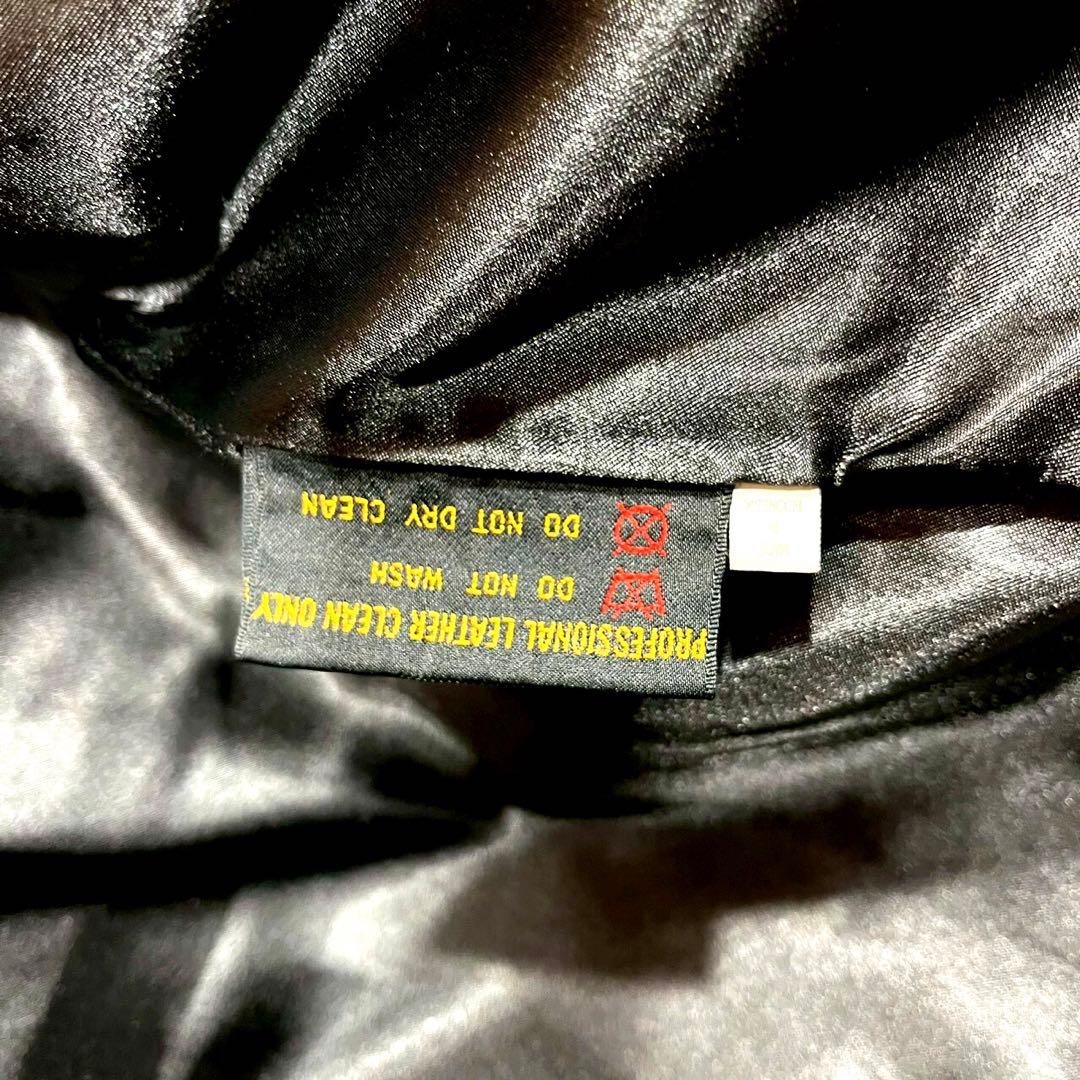 PROFESSIONAL LEATHER CLEAN ONLY
DO NOT WASH
DO NOT DRY CLEAN